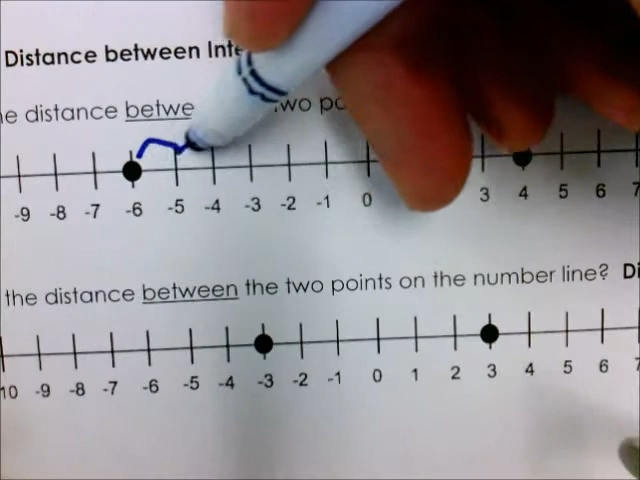 Distance between Inte
he distance betwe two po
-9 -8 -7 -6 -5 -4 -3 -2 -1 0 3 4 5 6 7
the distance between the two points on the number line? Di
10 -9 -8 -7 -6 -5 -4 -3 -2 -1 0 1 2 3 4 5 6 7